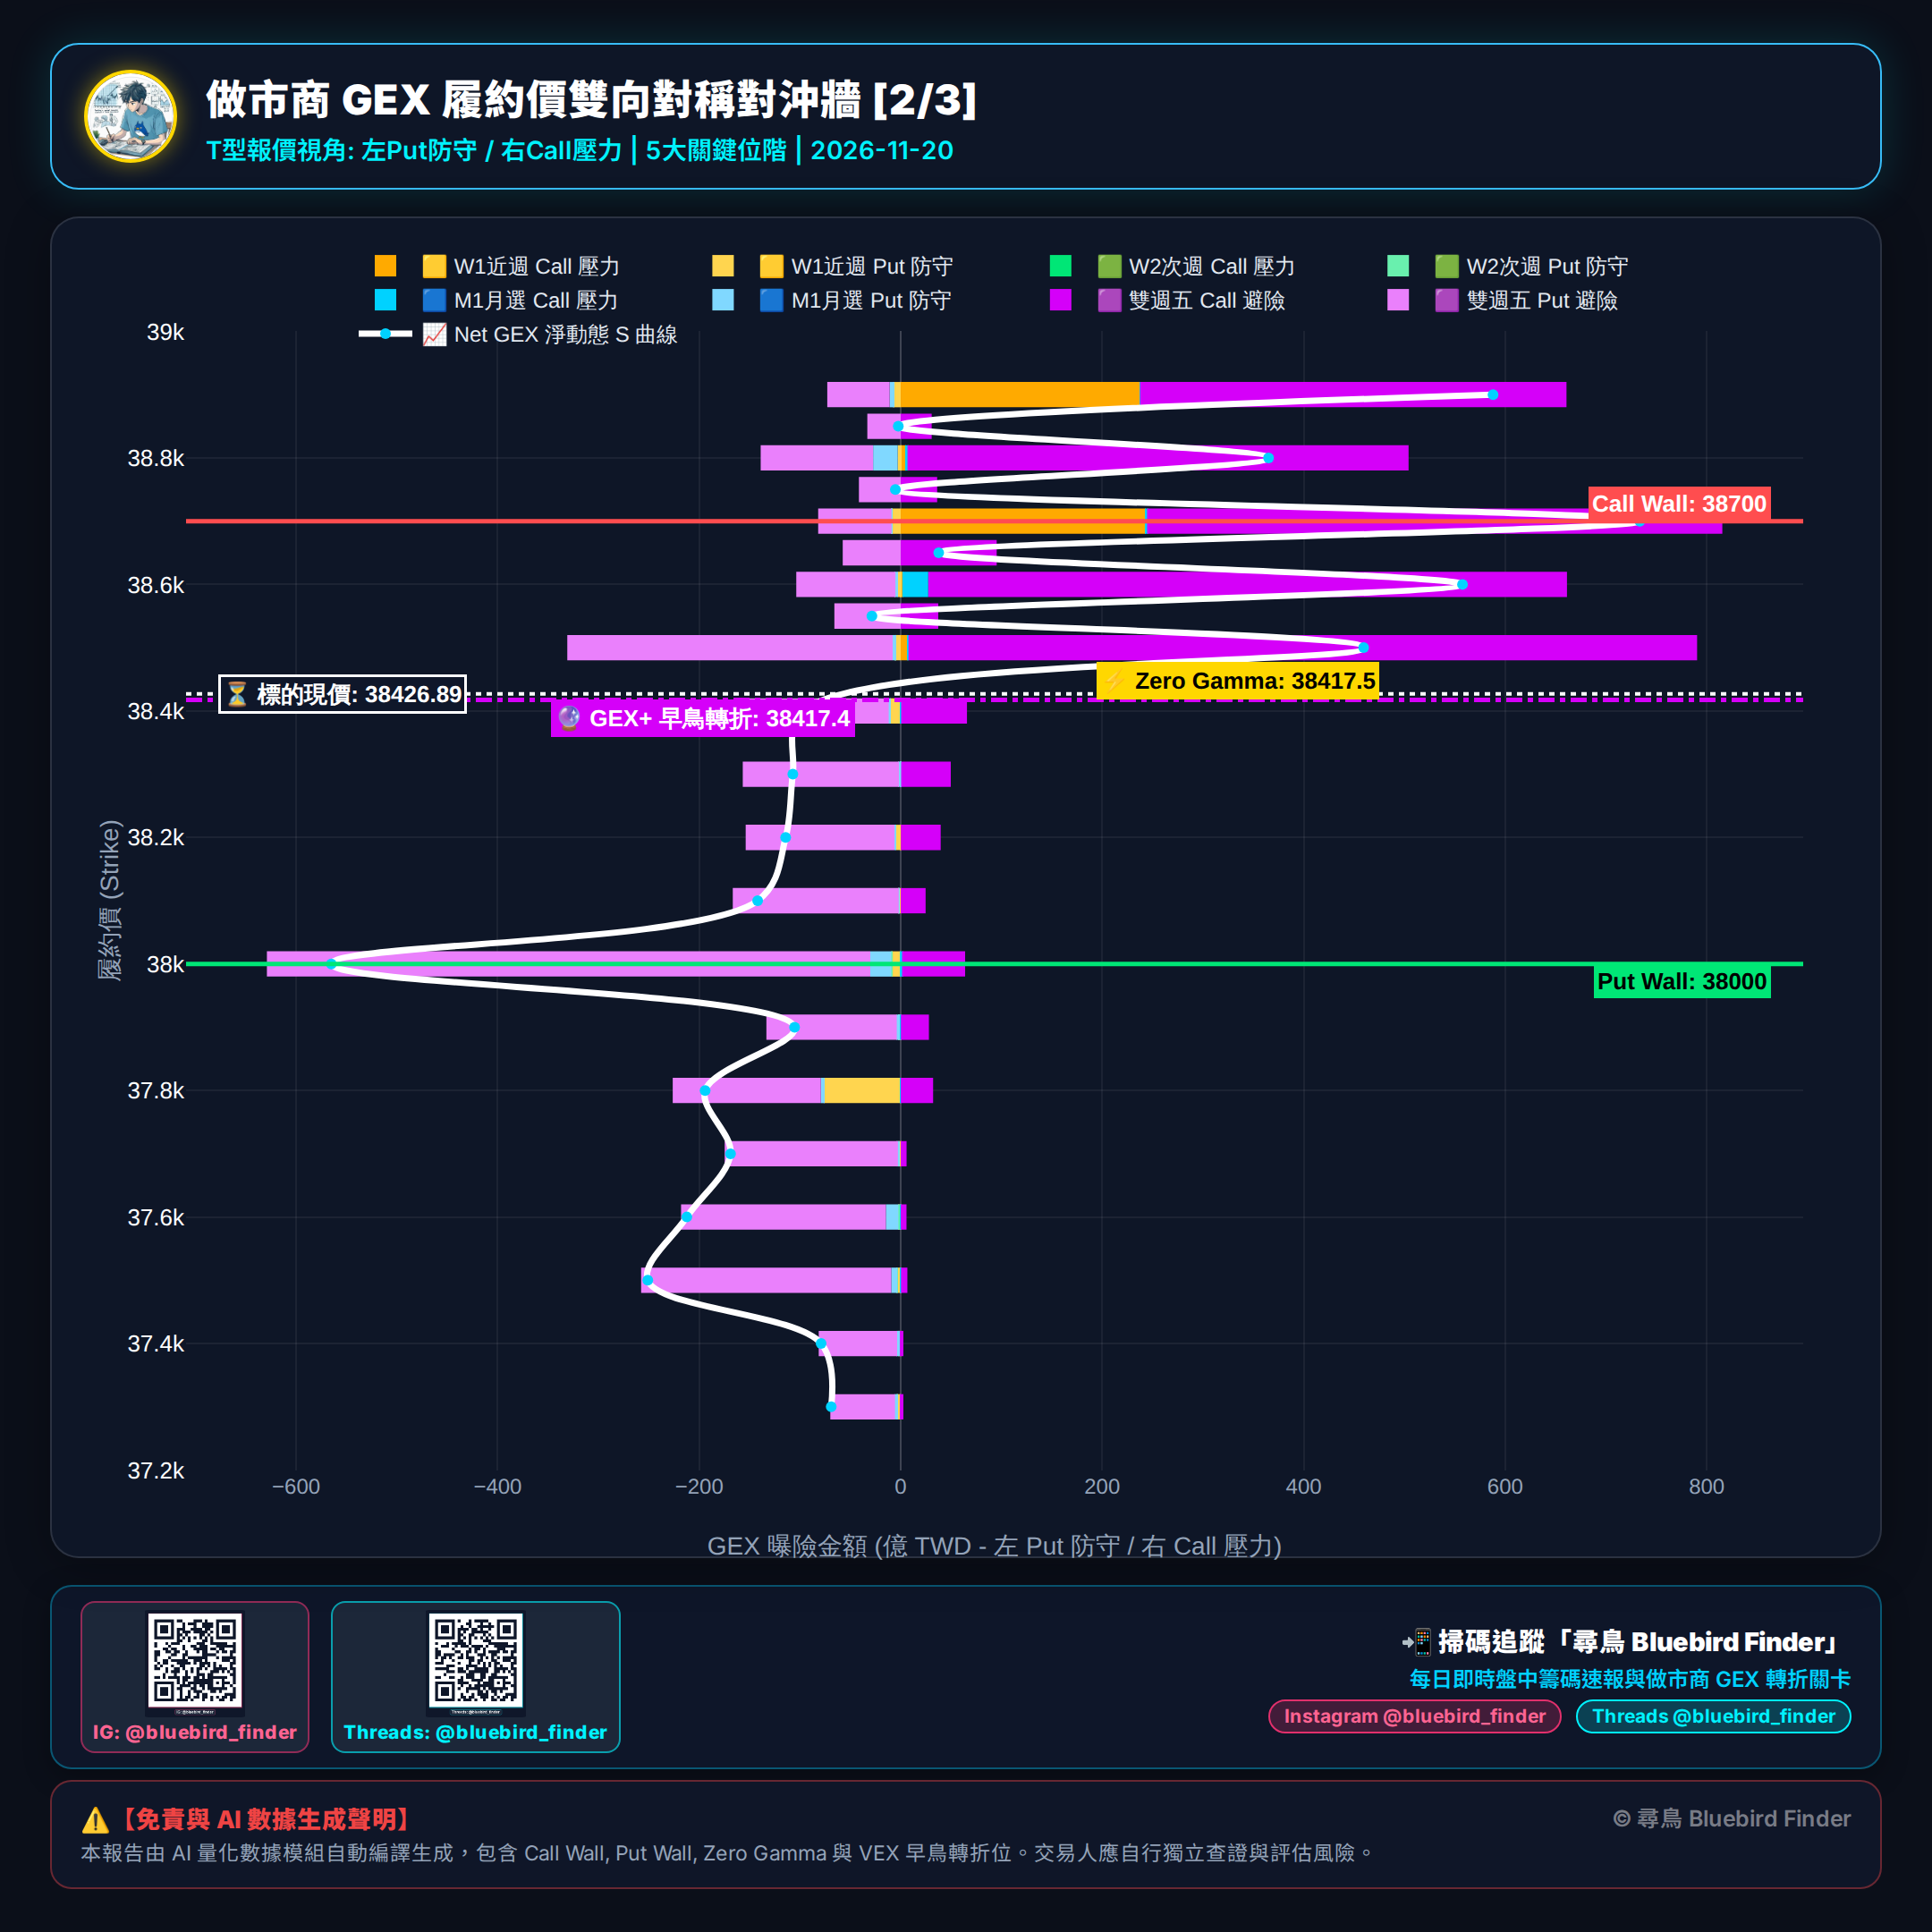 做市商 GEX 履約價雙向對稱對沖牆 [2/3]
T型報價視角: 左Put防守 / 右Call壓力 | 5大關鍵位階 | 2026-11-20
W1近週 Call 壓力
W1近週 Put 防守
W2次週 Call 壓力
W2次週 Put 防守
M1月選 Call 壓力
M1月選 Put 防守
雙週五 Call 避險
雙週五 Put 避險
Net GEX 淨動態 S 曲線
39k
38.8k
Call Wall: 38700
38.6k
Zero Gamma: 38417.5
標的現價: 38426.89
38.4k
GEX+ 早鳥轉折: 38417.4
38.2k
履約價 (Strike)
38k
Put Wall: 38000
37.8k
37.6k
37.4k
37.2k
−600
−400
−200
0
200
400
600
800
GEX 曝險金額 (億 TWD - 左 Put 防守 / 右 Call 壓力)
IG: @bluebird_finder
Threads: @bluebird_finder
IG: @bluebird_finder
Threads: @bluebird_finder
掃碼追蹤「尋鳥 Bluebird Finder」
每日即時盤中籌碼速報與做市商 GEX 轉折關卡
Instagram @bluebird_finder
Threads @bluebird_finder
【免責與 AI 數據生成聲明】
© 尋鳥 Bluebird Finder
本報告由 AI 量化數據模組自動編譯生成，包含 Call Wall, Put Wall, Zero Gamma 與 VEX 早鳥轉折位。交易人應自行獨立查證與評估風險。